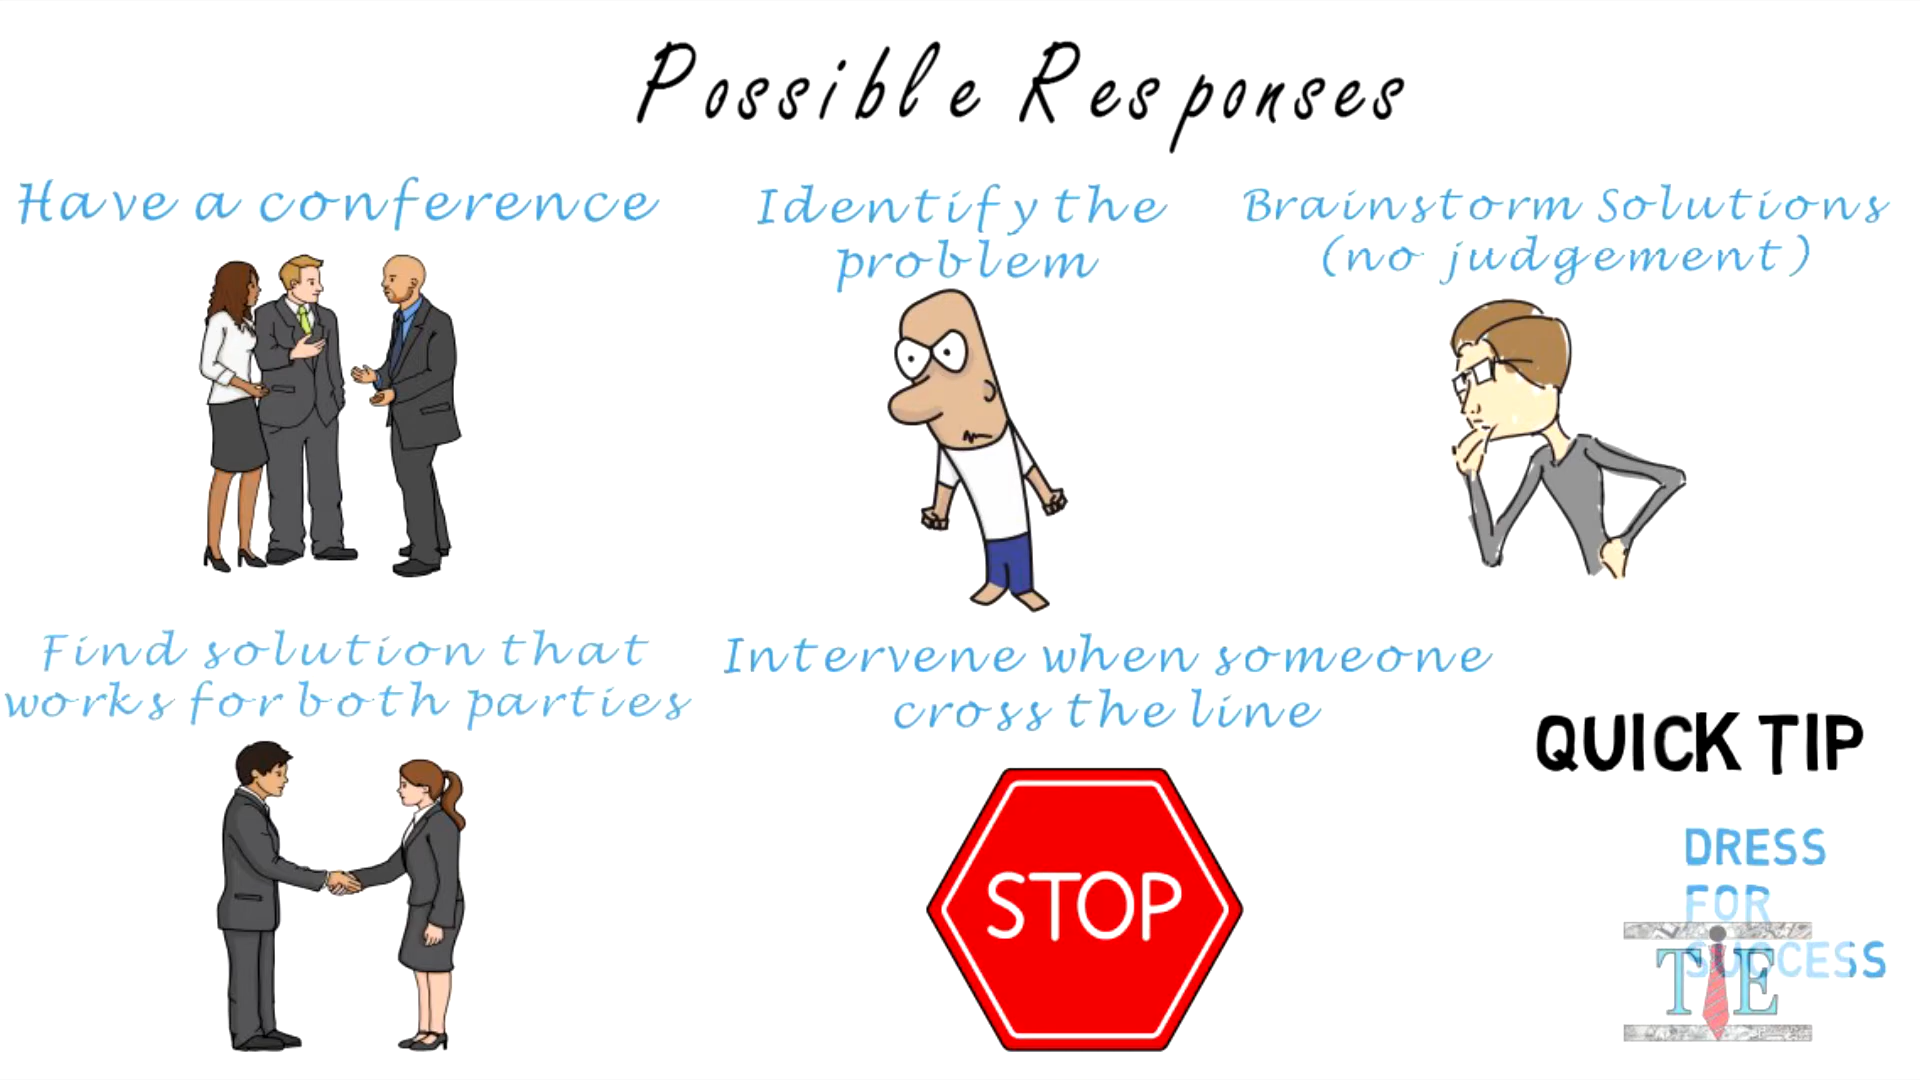 Possible Responses
Have a conference
Identify the
problem
Brainstorm Solutions
(no judgement)
Find solution that
works for both parties
Intervene when someone
cross the line
STOP
QUICK TIP
DRESS
FOR
SUCCESS
TIE